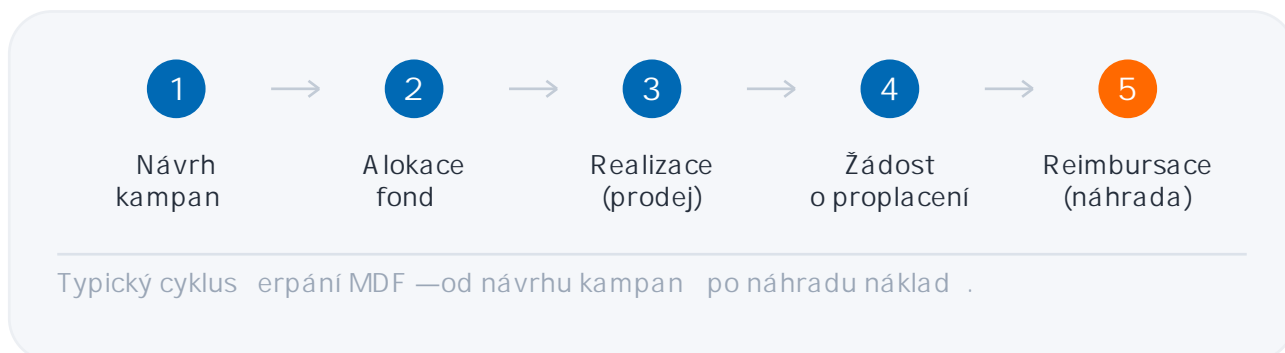 1 2 3 4 5
Návrh Alokace Realizace Žádost Reimbursace
kampan fond (prodej) o proplacení (náhrada)
Typický cyklus erpání MDF — od návrhu kampan po náhradu náklad .